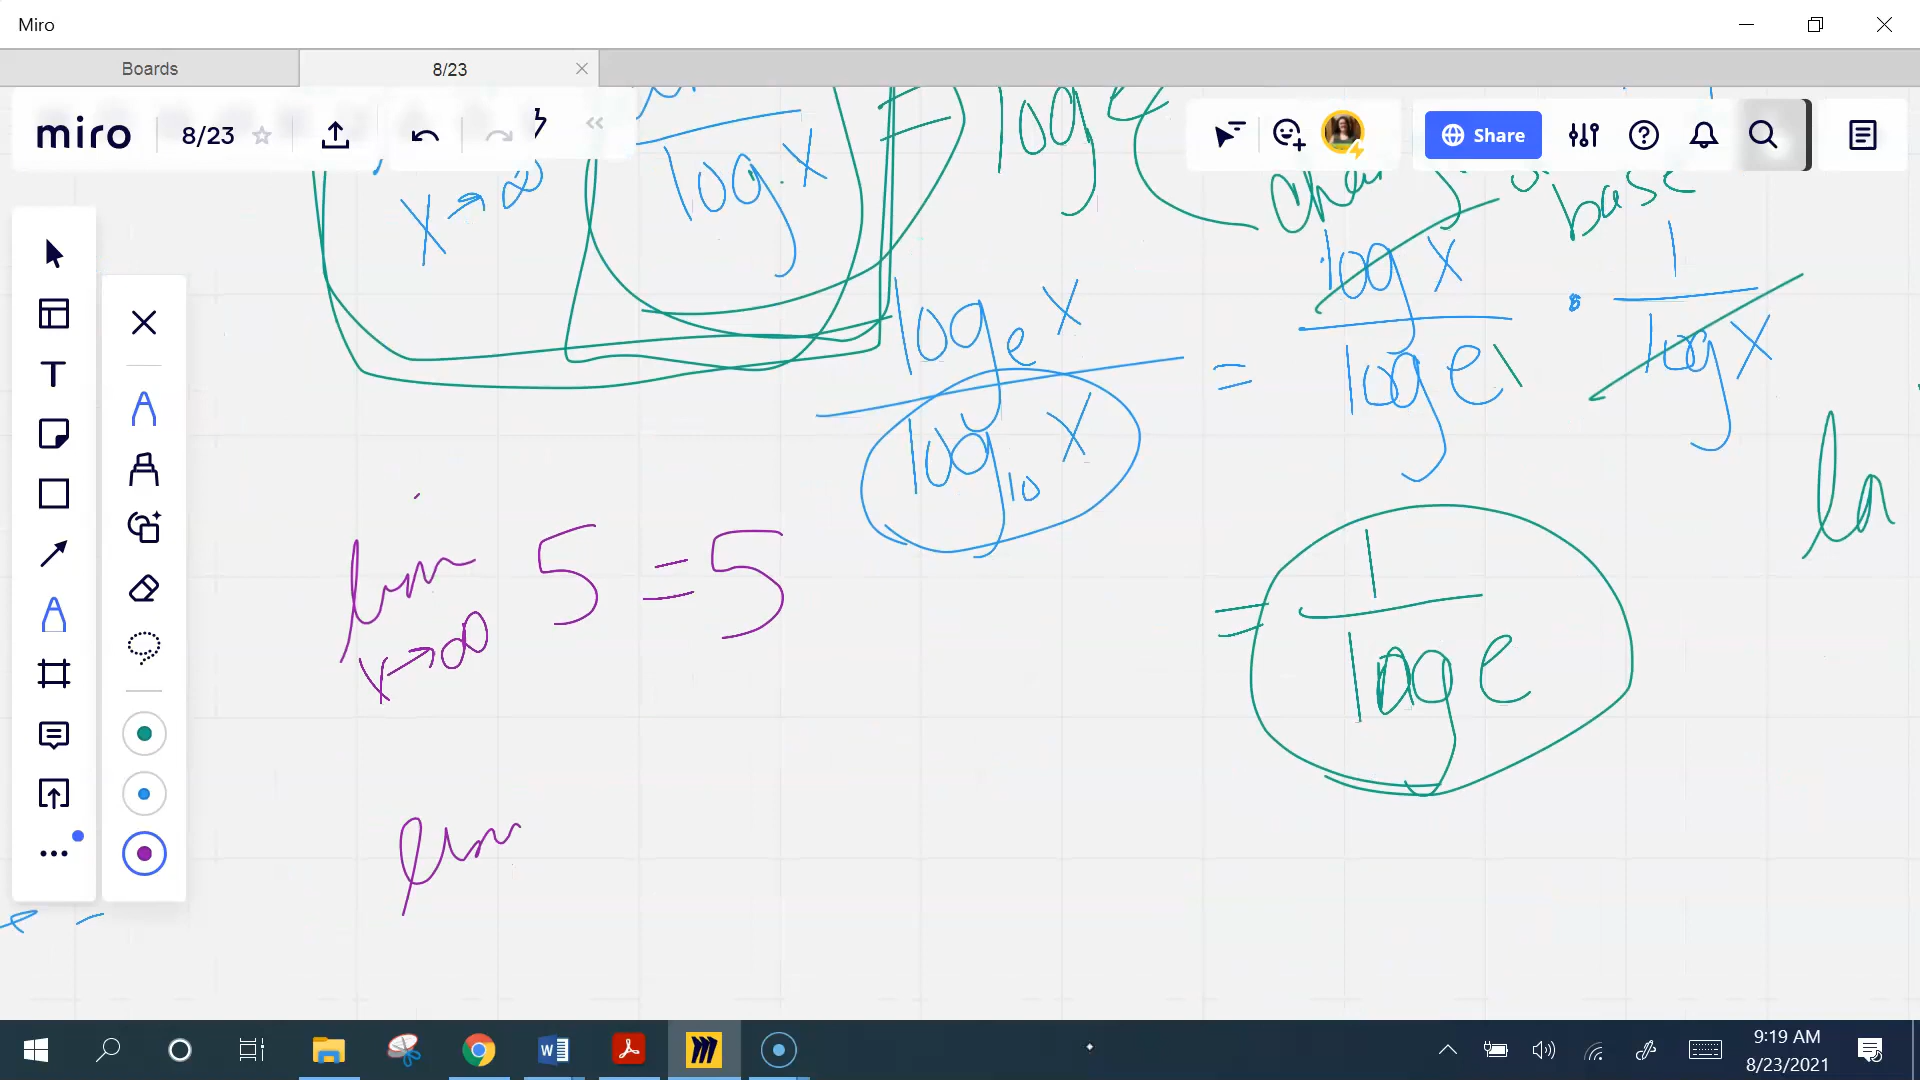 Miro
Boards
8/23
miro
8/23
Share
x→∞
log x
= log e
base
log_e x
log_10 x
=
log x
log e
·
1
log x
ln
lim 5 = 5
x→∞
=
1
log e
lim
9:19 AM
8/23/2021